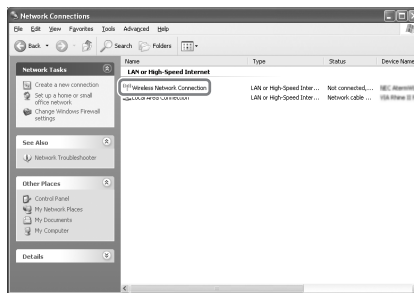 Network Connections
File Edit View Favorites Tools Advanced Help
Back Search Folders
Network Tasks
Create a new connection
Set up a home or small office network
Change Windows Firewall settings
See Also
Network Troubleshooter
Other Places
Control Panel
My Network Places
My Documents
My Computer
Details
Name Type Status Device Name
LAN or High-Speed Internet
Wireless Network Connection LAN or High-Speed Inter... Not connected,...
Local Area Connection LAN or High-Speed Inter... Network cable ...